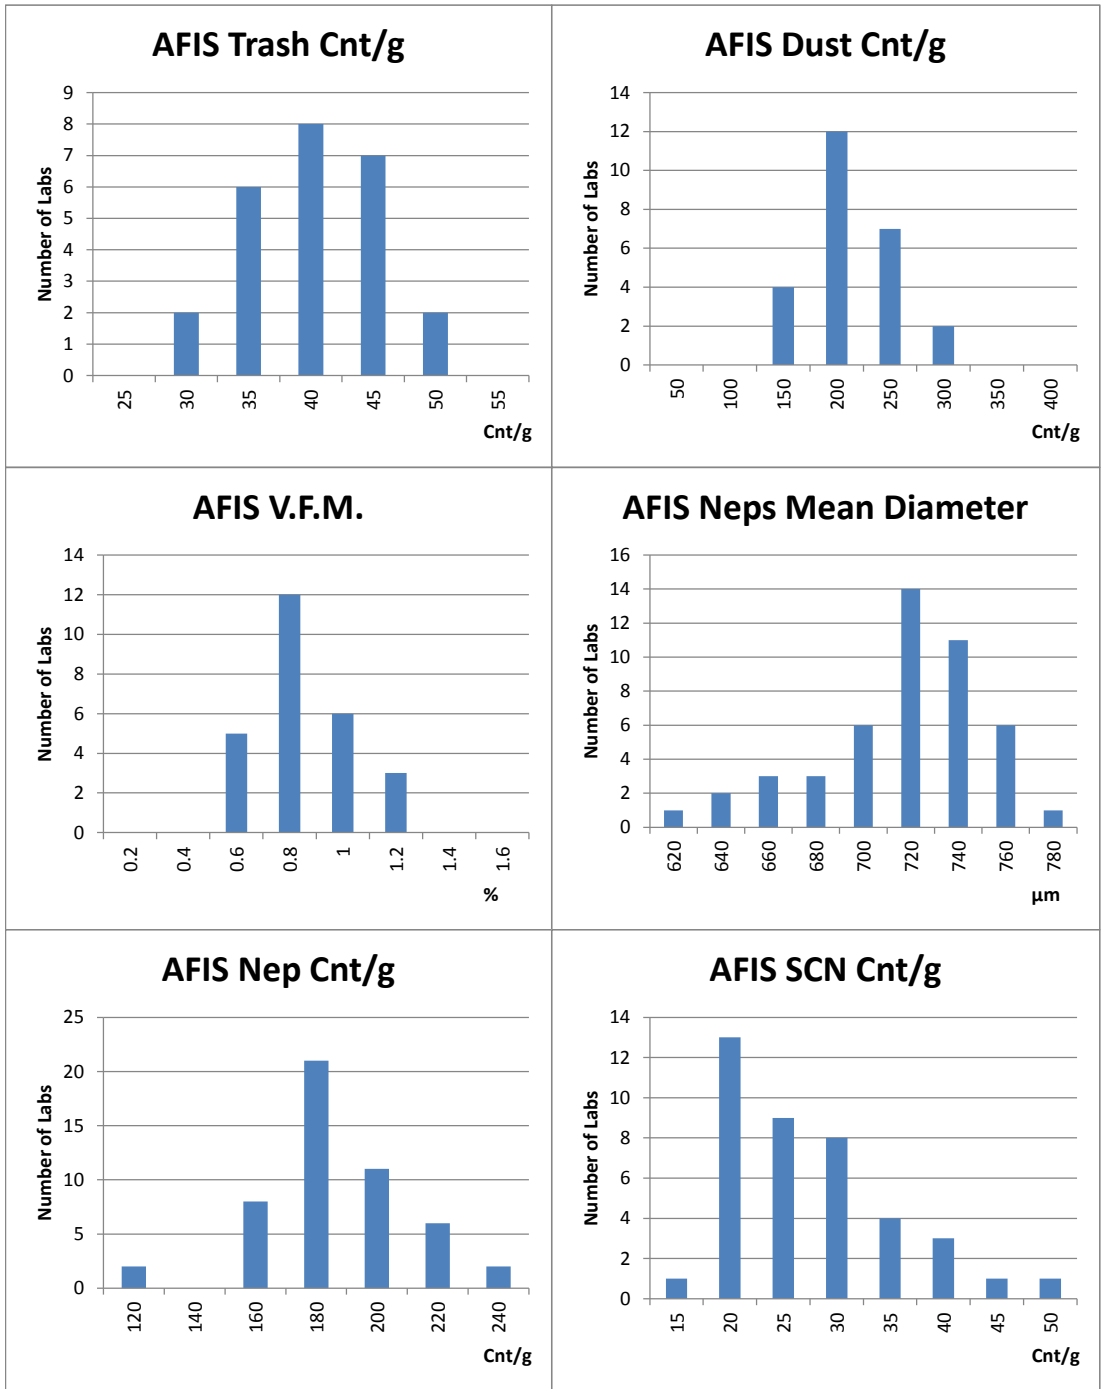 AFIS Trash Cnt/g
Number of Labs
9
8
7
6
5
4
3
2
1
0
25 30 35 40 45 50 55
Cnt/g
AFIS Dust Cnt/g
Number of Labs
14
12
10
8
6
4
2
0
50 100 150 200 250 300 350 400
Cnt/g
AFIS V.F.M.
Number of Labs
14
12
10
8
6
4
2
0
0.2 0.4 0.6 0.8 1 1.2 1.4 1.6
%
AFIS Neps Mean Diameter
Number of Labs
16
14
12
10
8
6
4
2
0
620 640 660 680 700 720 740 760 780
µm
AFIS Nep Cnt/g
Number of Labs
25
20
15
10
5
0
120 140 160 180 200 220 240
Cnt/g
AFIS SCN Cnt/g
Number of Labs
14
12
10
8
6
4
2
0
15 20 25 30 35 40 45 50
Cnt/g